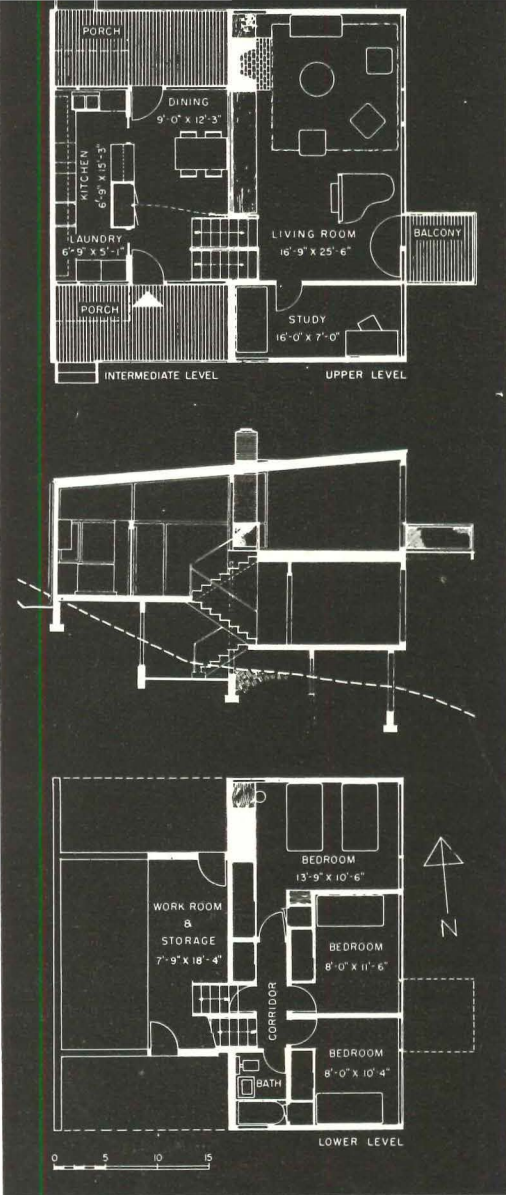 PORCH
DINING
9'-0" X 12'-3"
KITCHEN
6'-9" X 15'-3"
LAUNDRY
6'-9" X 5'-1"
LIVING ROOM
16'-9" X 25'-6"
BALCONY
PORCH
STUDY
16'-0" X 7'-0"
INTERMEDIATE LEVEL
UPPER LEVEL
BEDROOM
13'-9" X 10'-6"
N
WORK ROOM
&
STORAGE
7'-9" X 18'-4"
BEDROOM
8'-0" X 11'-6"
CORRIDOR
BEDROOM
8'-0" X 10'-4"
BATH
LOWER LEVEL
0 5 10 15